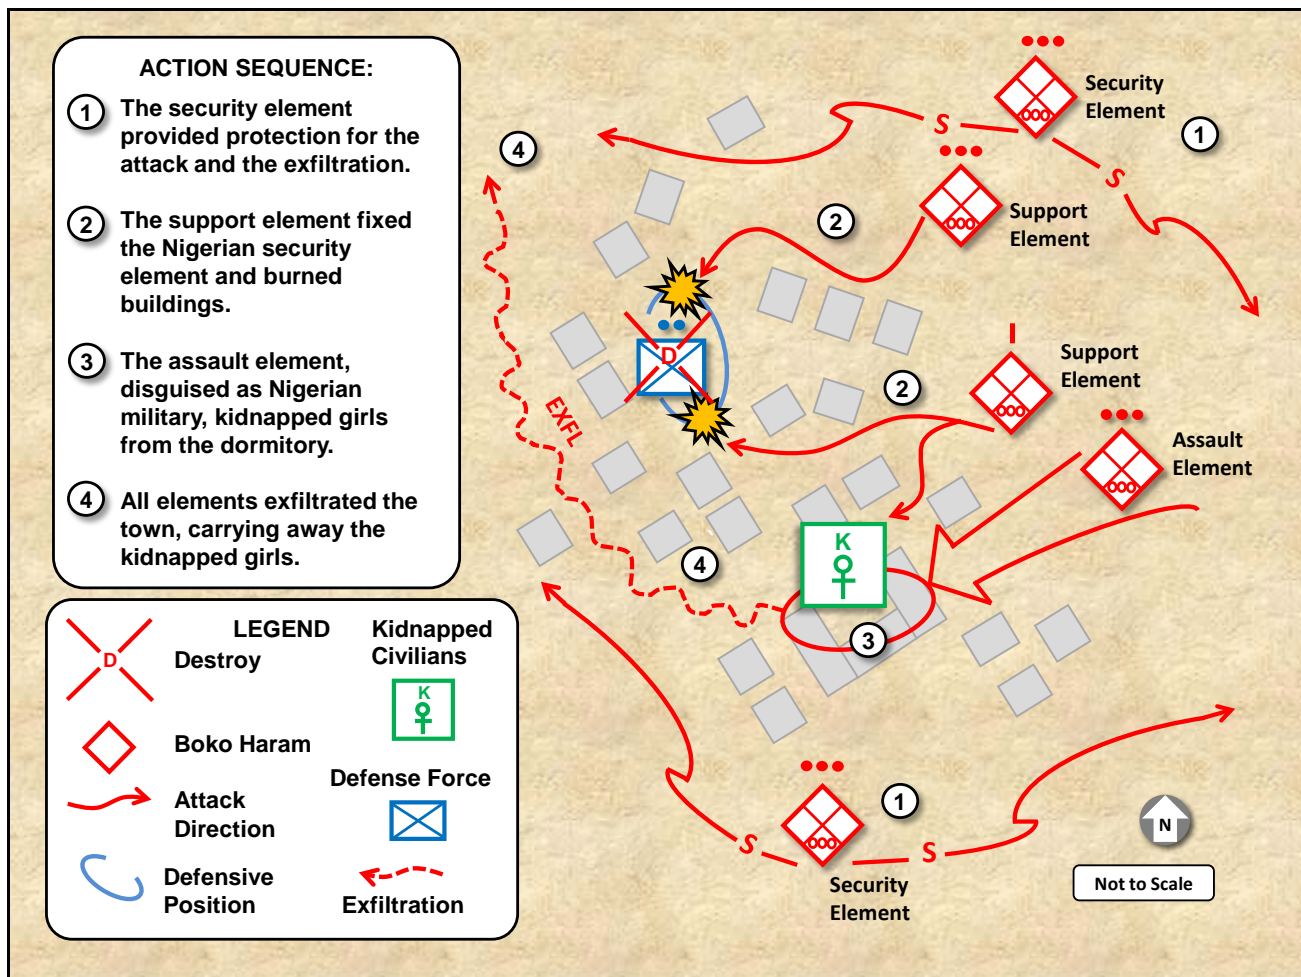 ACTION SEQUENCE:
1 The security element
provided protection for the
attack and the exfiltration.
2 The support element fixed
the Nigerian security
element and burned
buildings.
3 The assault element,
disguised as Nigerian
military, kidnapped girls
from the dormitory.
4 All elements exfiltrated the
town, carrying away the
kidnapped girls.
LEGEND
D
Destroy
Boko Haram
Attack
Direction
Defensive
Position
Kidnapped
Civilians
K
Defense Force
Exfiltration
Security
Element
1
S
S
4
Support
Element
2
D
Support
Element
2
Assault
Element
EXFL
K
4
3
Security
Element
1
S
S
N
Not to Scale